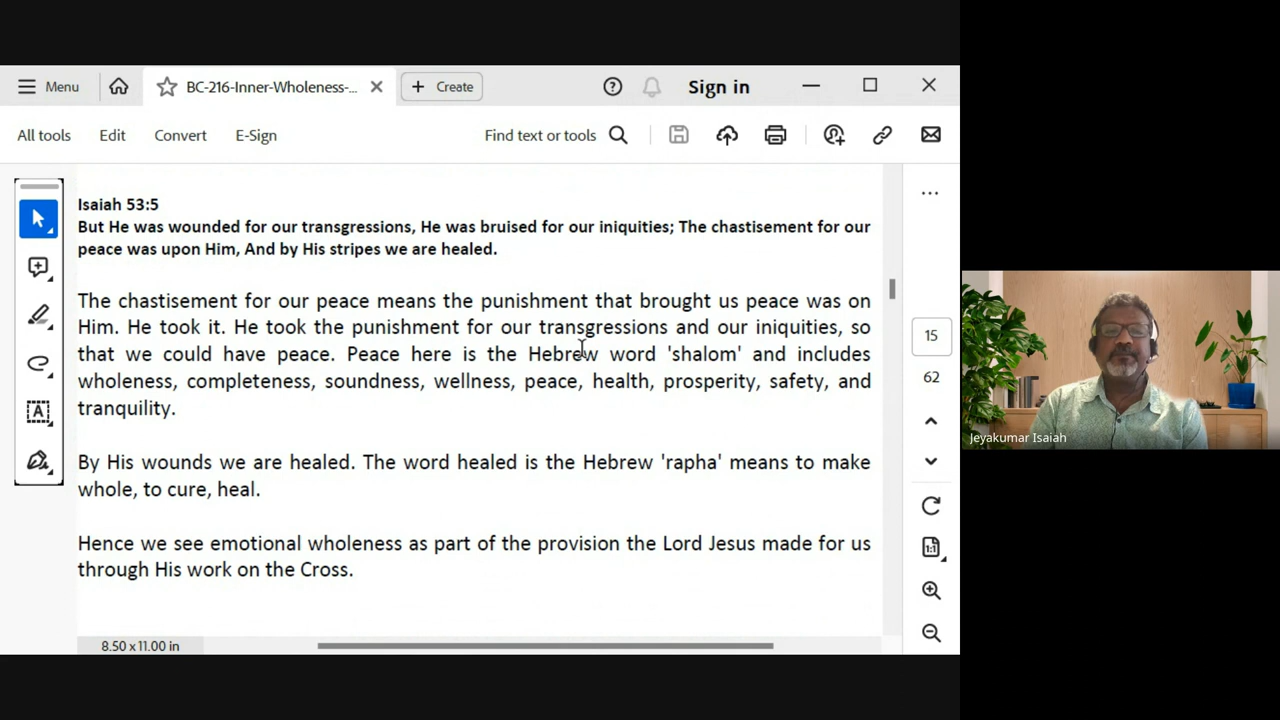 Menu
BC-216-Inner-Wholeness-...
Create
Sign in
All tools
Edit
Convert
E-Sign
Find text or tools
Isaiah 53:5
But He was wounded for our transgressions, He was bruised for our iniquities; The chastisement for our
peace was upon Him, And by His stripes we are healed.
The chastisement for our peace means the punishment that brought us peace was on
Him. He took it. He took the punishment for our transgressions and our iniquities, so
that we could have peace. Peace here is the Hebrew word 'shalom' and includes
wholeness, completeness, soundness, wellness, peace, health, prosperity, safety, and
tranquility.
By His wounds we are healed. The word healed is the Hebrew 'rapha' means to make
whole, to cure, heal.
Hence we see emotional wholeness as part of the provision the Lord Jesus made for us
through His work on the Cross.
8.50 x 11.00 in
15
62
1:1
Jeyakumar Isaiah